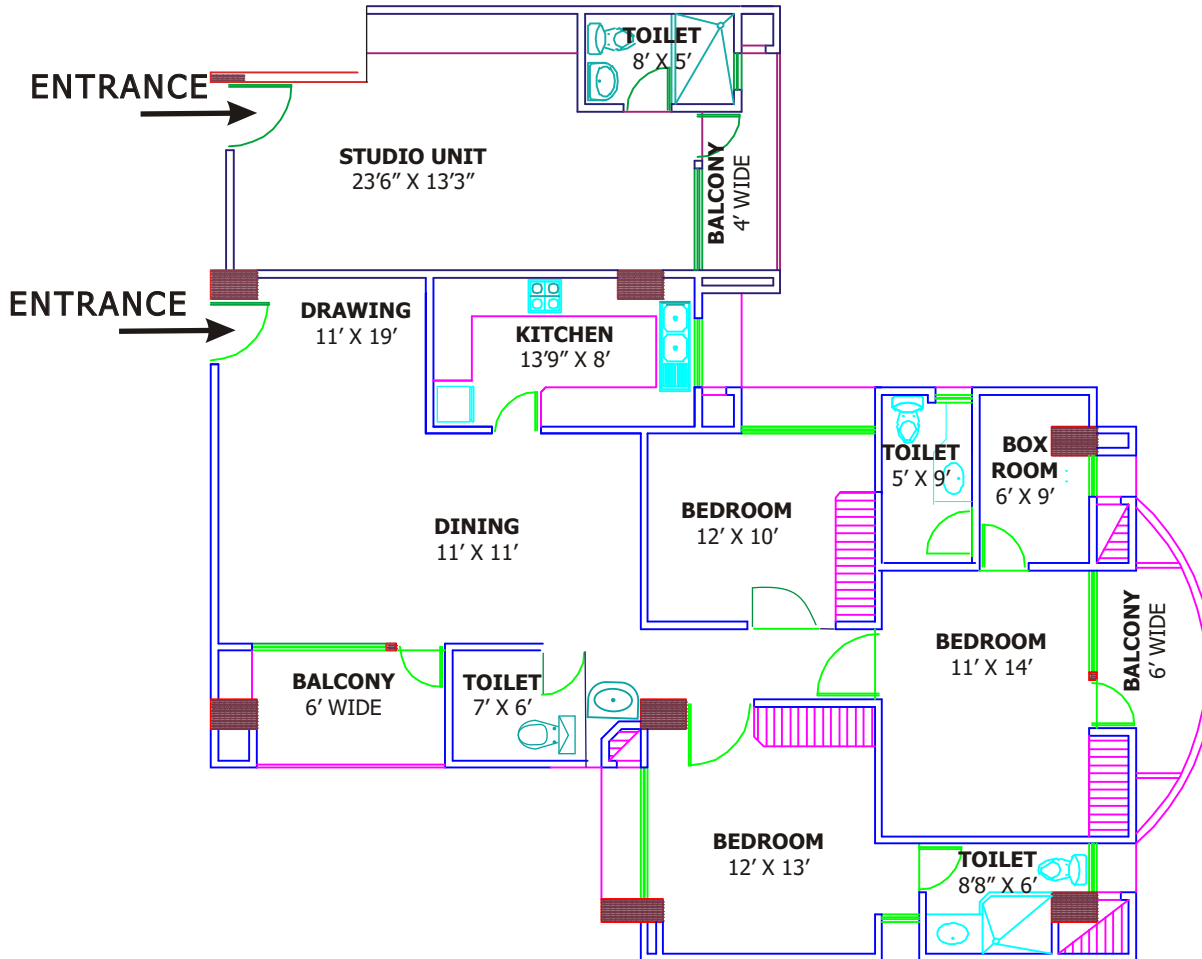 TOILET
8′ X 5′
ENTRANCE
STUDIO UNIT
23′6″ X 13′3″
BALCONY
4′ WIDE
ENTRANCE
DRAWING
11′ X 19′
KITCHEN
13′9″ X 8′
TOILET
5′ X 9′
BOX
ROOM
6′ X 9′
BEDROOM
12′ X 10′
DINING
11′ X 11′
BEDROOM
11′ X 14′
BALCONY
6′ WIDE
BALCONY
6′ WIDE
TOILET
7′ X 6′
BEDROOM
12′ X 13′
TOILET
8′8″ X 6′